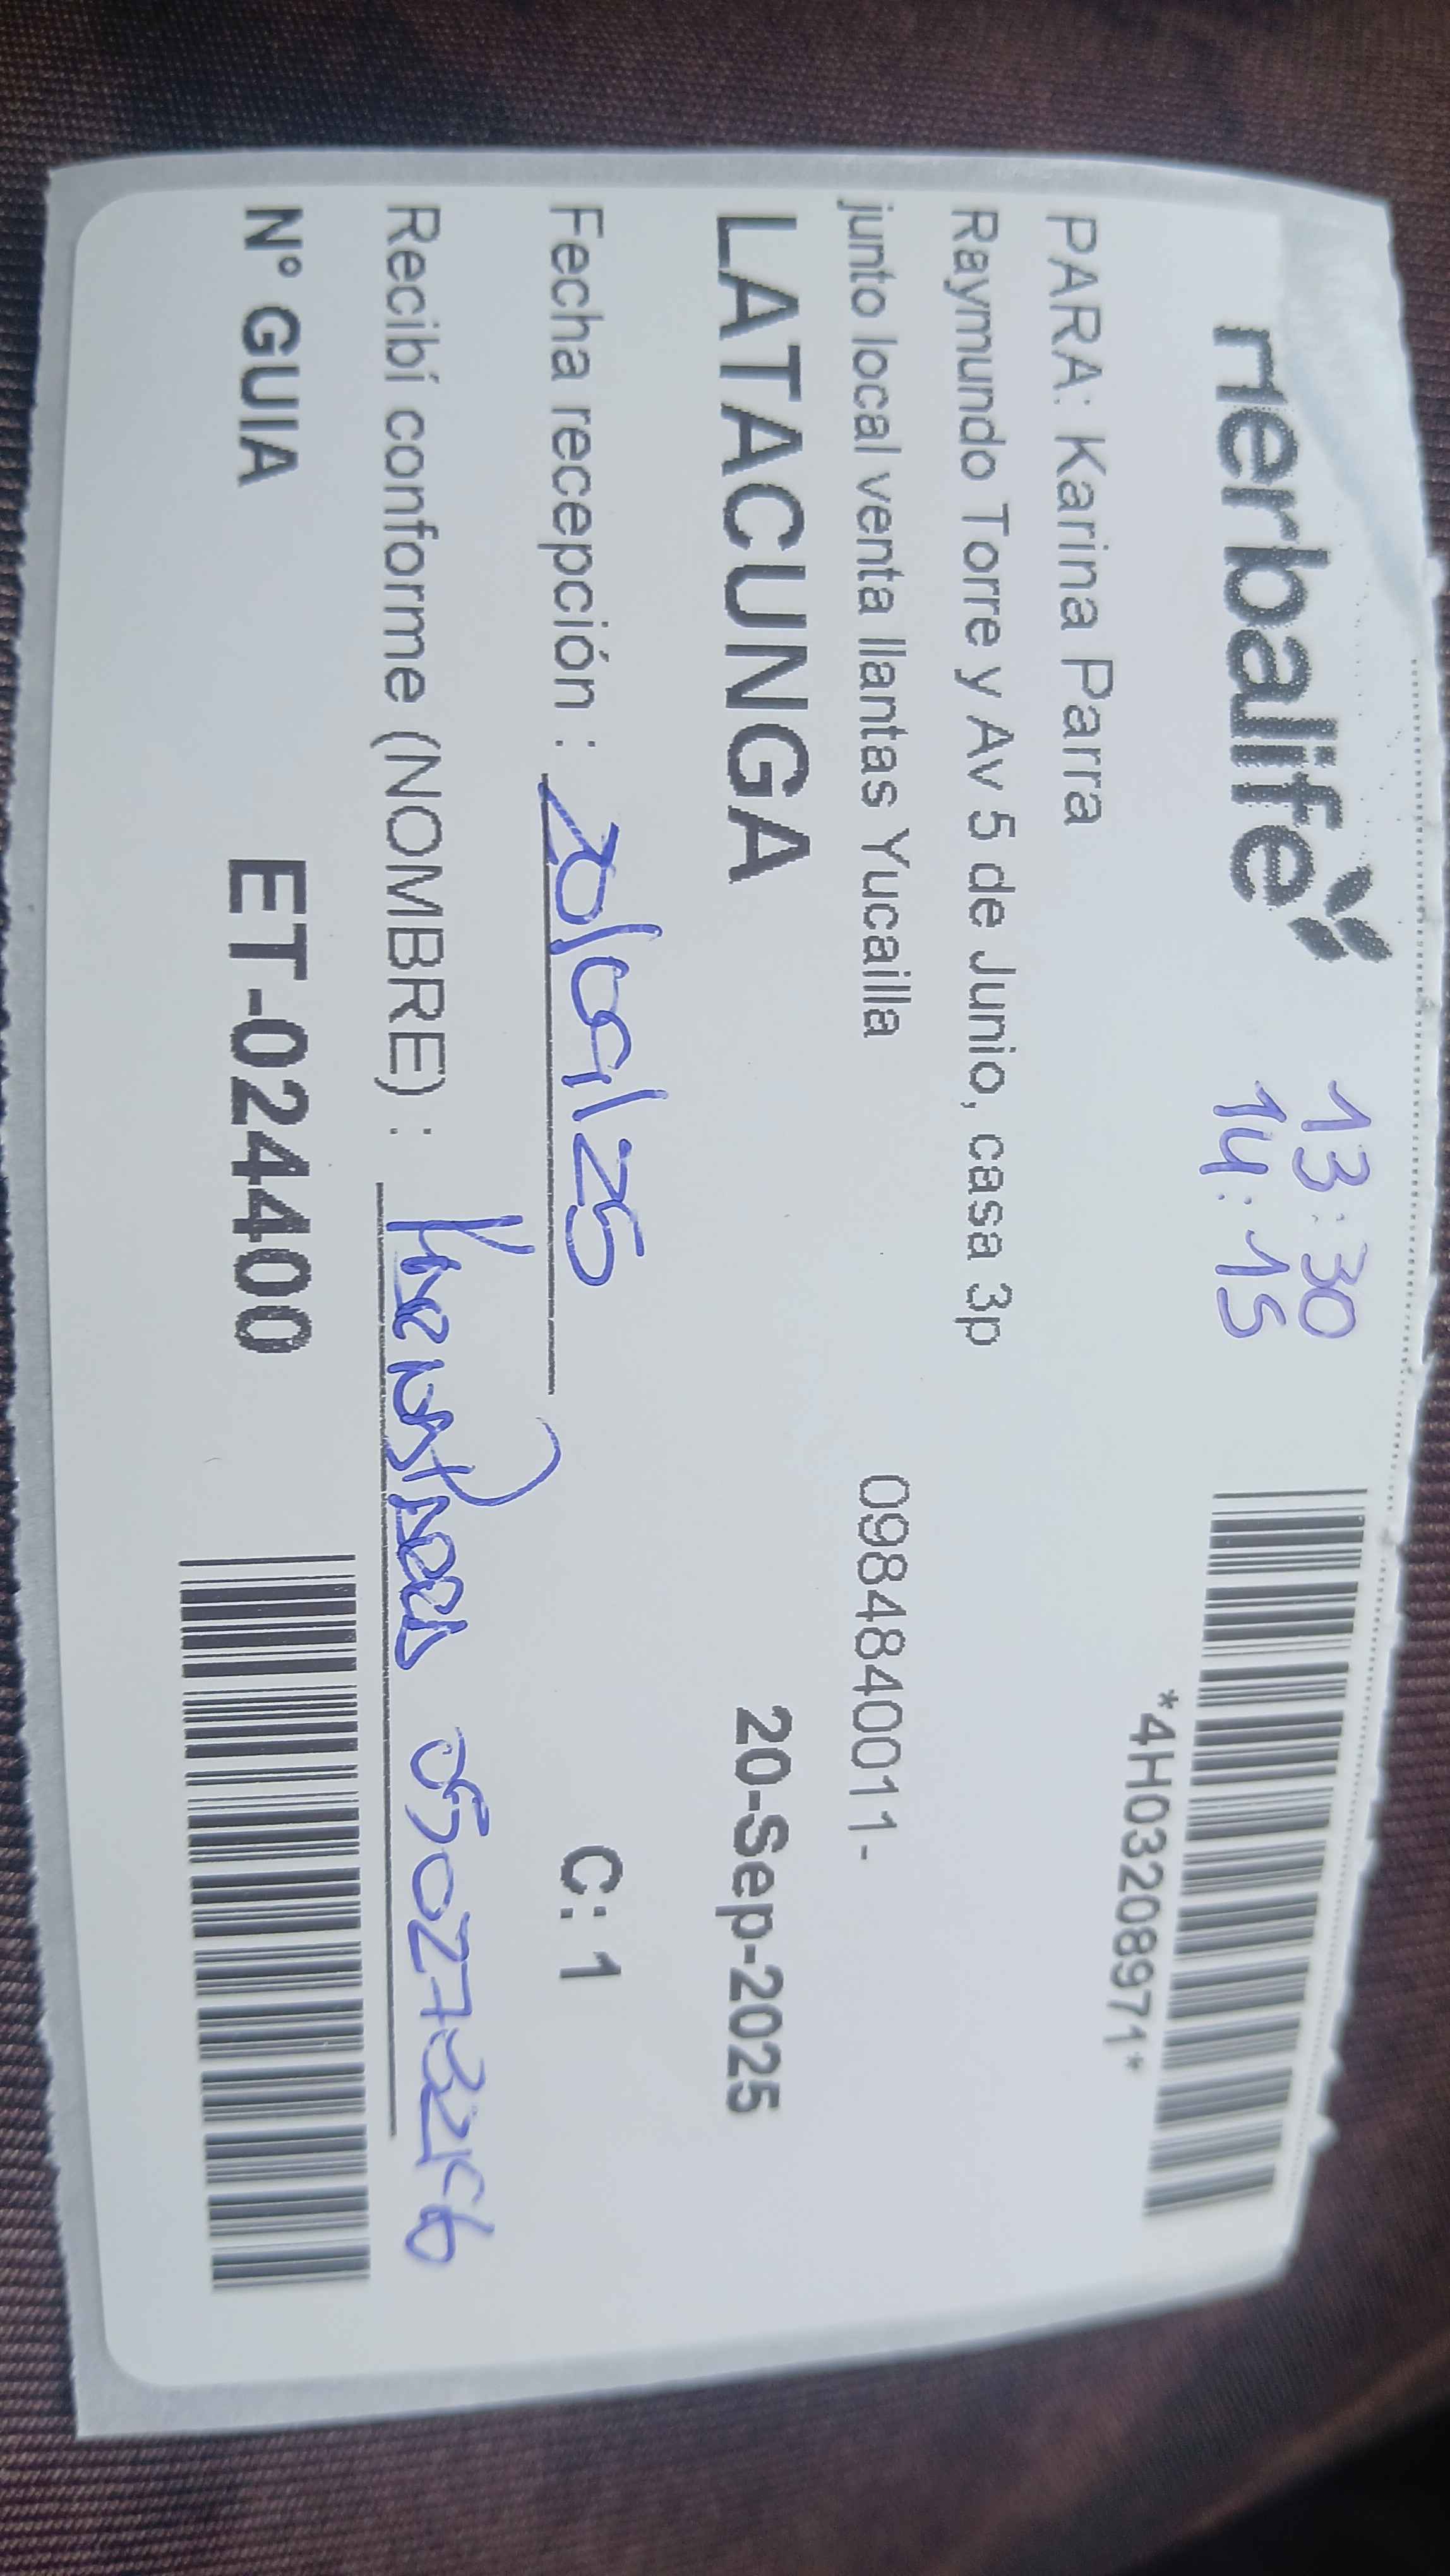 Herbalife
13:30
14:15
*4H03208971*
PARA: Karina Parra
Raymundo Torre y Av 5 de Junio, casa 3p
junto local venta llantas Yucailla 0984840011-
LATACUNGA 20-Sep-2025
Fecha recepción : 20/09/25 C: 1
Recibí conforme (NOMBRE) :
N° GUIA ET-024400